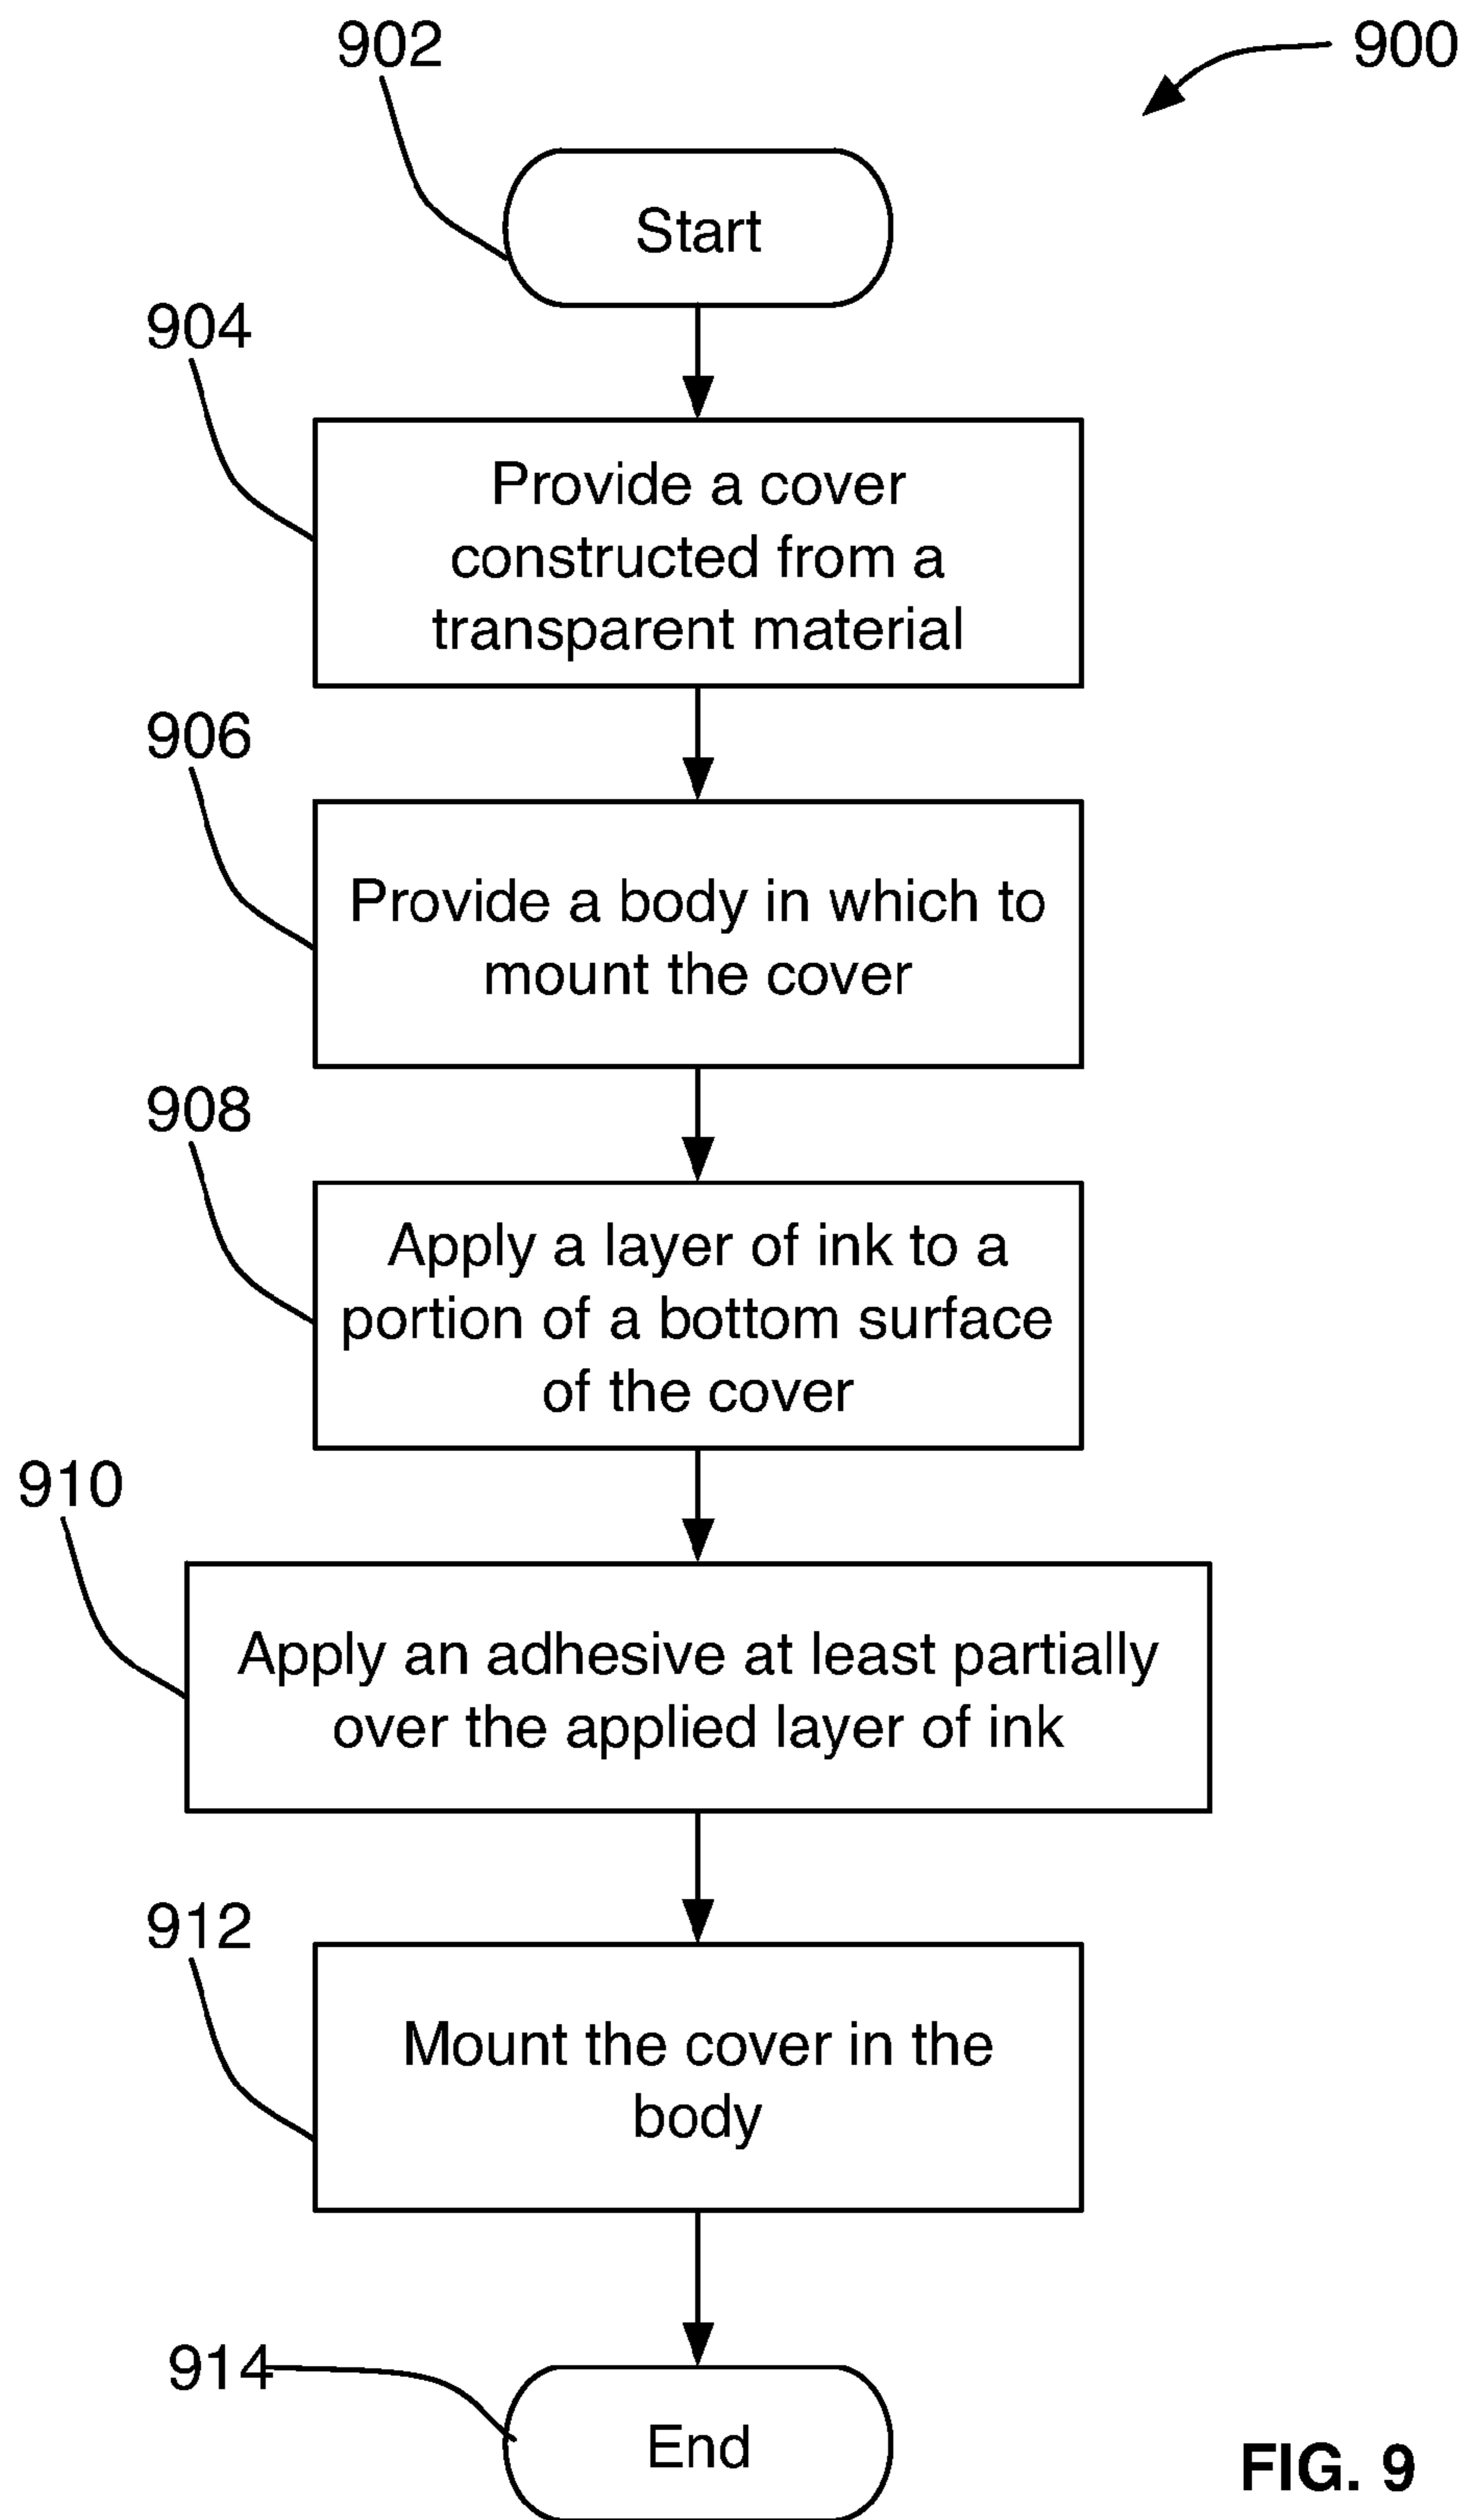 902
900
Start
904
Provide a cover
constructed from a
transparent material
906
Provide a body in which to
mount the cover
908
Apply a layer of ink to a
portion of a bottom surface
of the cover
910
Apply an adhesive at least partially
over the applied layer of ink
912
Mount the cover in the
body
914
End
FIG. 9